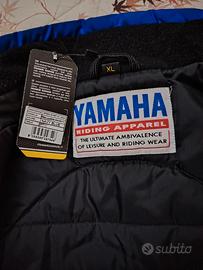 XL
YAMAHA
RIDING APPAREL
THE ULTIMATE AMBIVALENCE
OF LEISURE AND RIDING WEAR
subito